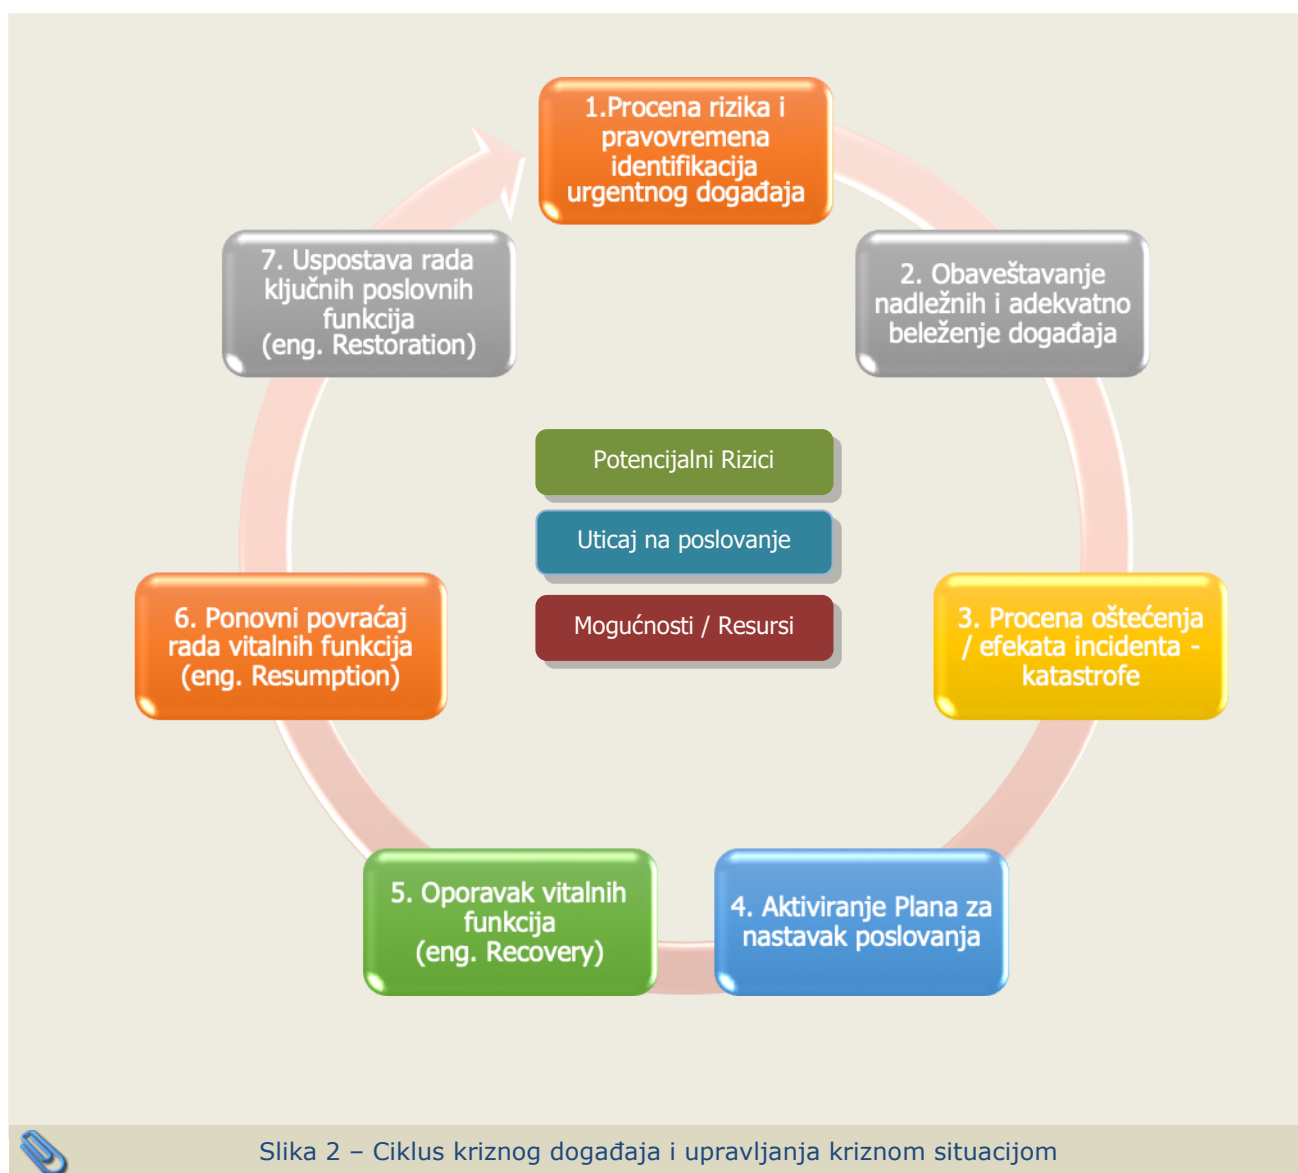 1.Procena rizika i
pravovremena
identifikacija
urgentnog događaja
2. Obaveštavanje
nadležnih i adekvatno
beleženje događaja
3. Procena oštećenja
/ efekata incidenta -
katastrofe
4. Aktiviranje Plana za
nastavak poslovanja
5. Oporavak vitalnih
funkcija
(eng. Recovery)
6. Ponovni povraćaj
rada vitalnih funkcija
(eng. Resumption)
7. Uspostava rada
ključnih poslovnih
funkcija
(eng. Restoration)
Potencijalni Rizici
Uticaj na poslovanje
Mogućnosti / Resursi
Slika 2 – Ciklus kriznog događaja i upravljanja kriznom situacijom